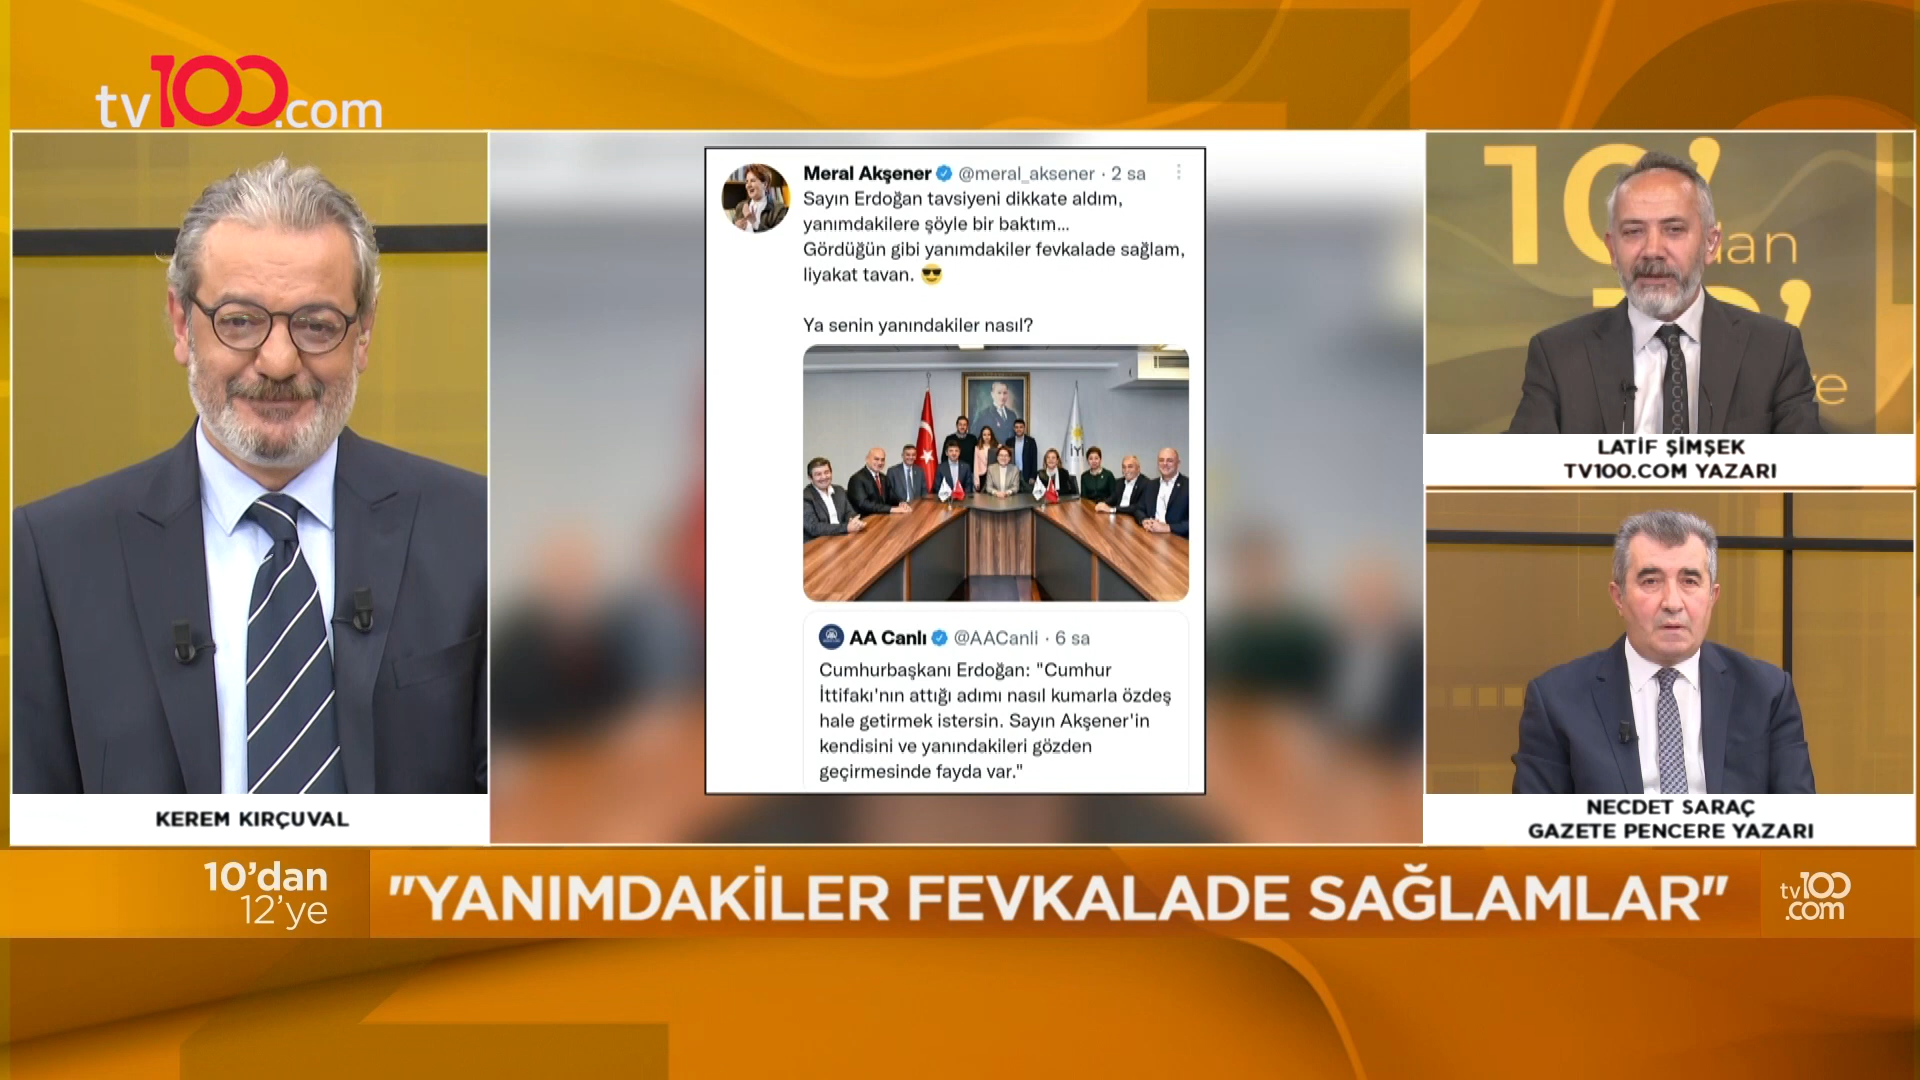 tv100.com
Meral Akşener @meral_aksener · 2 sa
Sayın Erdoğan tavsiyeni dikkate aldım,
yanımdakilere şöyle bir baktım...
Gördüğün gibi yanımdakiler fevkalade sağlam,
liyakat tavan. 😎
Ya senin yanındakiler nasıl?
İYİ
AA Canlı @AACanli · 6 sa
Cumhurbaşkanı Erdoğan: "Cumhur
İttifakı'nın attığı adımı nasıl kumarla özdeş
hale getirmek istersin. Sayın Akşener'in
kendisini ve yanındakileri gözden
geçirmesinde fayda var."
KEREM KIRÇUVAL
10'dan
LATİF ŞİMŞEK
TV100.COM YAZARI
NECDET SARAÇ
GAZETE PENCERE YAZARI
10'dan
12'ye
"YANIMDAKİLER FEVKALADE SAĞLAMLAR"
tv100
.com